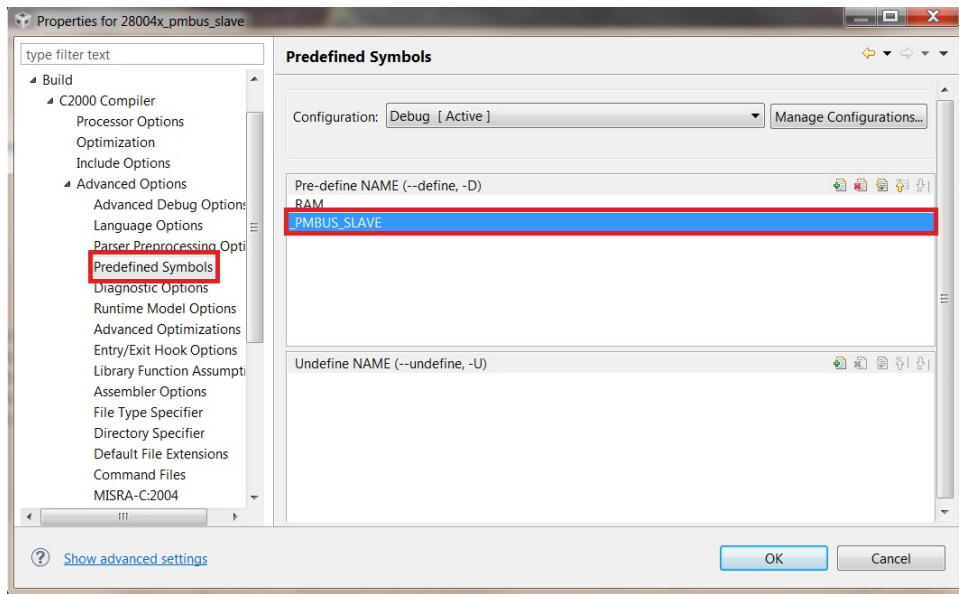 Properties for 28004x_pmbus_slave
type filter text
Build
C2000 Compiler
Processor Options
Optimization
Include Options
Advanced Options
Advanced Debug Options
Language Options
Parser Preprocessing Opti
Predefined Symbols
Diagnostic Options
Runtime Model Options
Advanced Optimizations
Entry/Exit Hook Options
Library Function Assumpti
Assembler Options
File Type Specifier
Directory Specifier
Default File Extensions
Command Files
MISRA-C:2004
Predefined Symbols
Configuration: Debug [ Active ] Manage Configurations...
Pre-define NAME (--define, -D)
RAM
_PMBUS_SLAVE
Undefine NAME (--undefine, -U)
Show advanced settings
OK Cancel